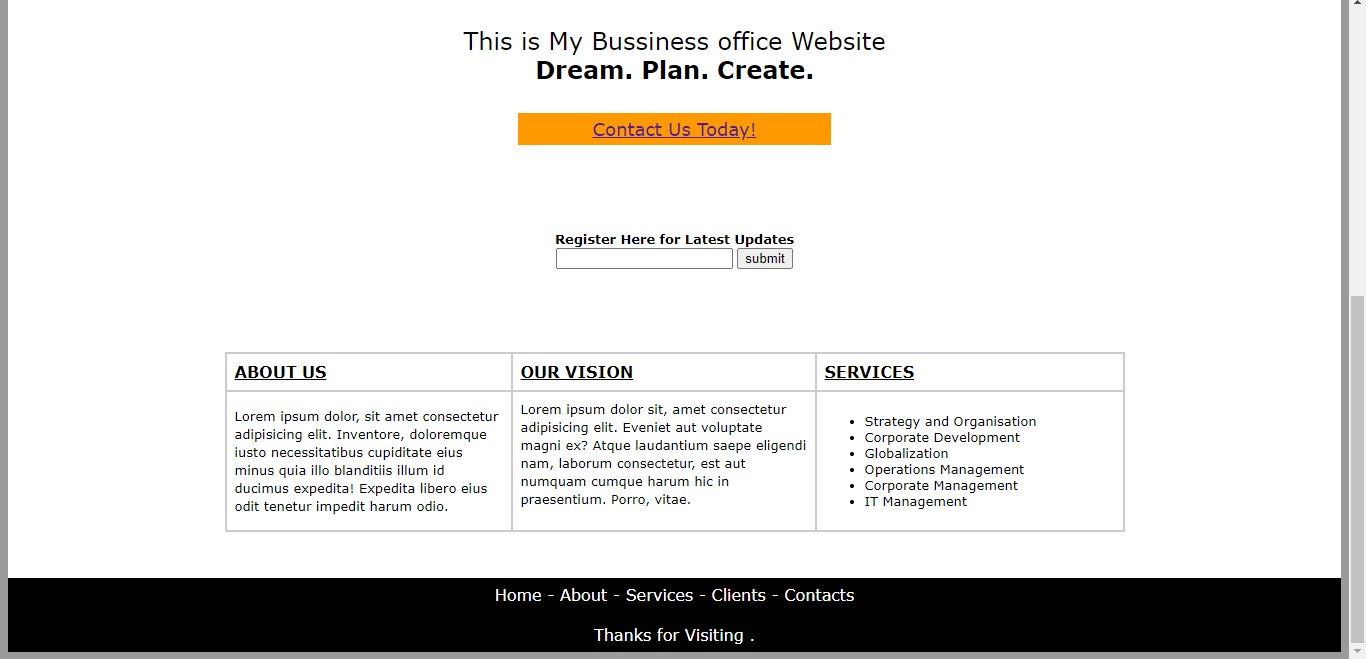 This is My Bussiness office Website
Dream. Plan. Create.
Contact Us Today!
Register Here for Latest Updates
submit
ABOUT US
Lorem ipsum dolor, sit amet consectetur
adipisicing elit. Inventore, doloremque
iusto necessitatibus cupiditate eius
minus quia illo blanditiis illum id
ducimus expedita! Expedita libero eius
odit tenetur impedit harum odio.
OUR VISION
Lorem ipsum dolor sit, amet consectetur
adipisicing elit. Eveniet aut voluptate
magni ex? Atque laudantium saepe eligendi
nam, laborum consectetur, est aut
numquam cumque harum hic in
praesentium. Porro, vitae.
SERVICES
• Strategy and Organisation
• Corporate Development
• Globalization
• Operations Management
• Corporate Management
• IT Management
Home - About - Services - Clients - Contacts
Thanks for Visiting .